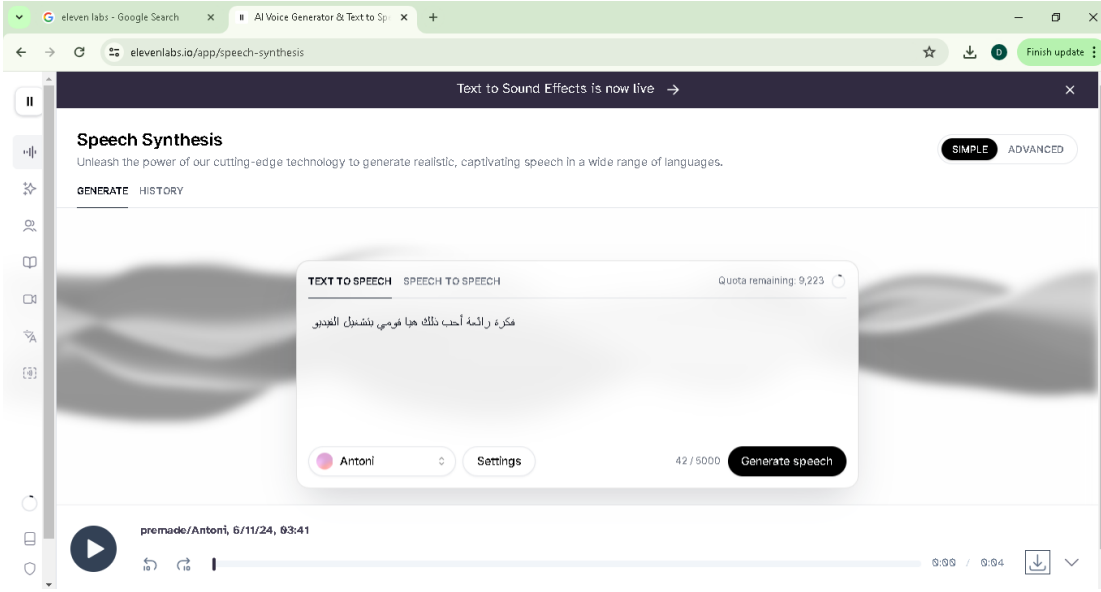 eleven labs - Google Search
AI Voice Generator & Text to Sp
elevenlabs.io/app/speech-synthesis
D
Finish update
Text to Sound Effects is now live →
Speech Synthesis
Unleash the power of our cutting-edge technology to generate realistic, captivating speech in a wide range of languages.
SIMPLE ADVANCED
GENERATE HISTORY
TEXT TO SPEECH SPEECH TO SPEECH Quota remaining: 9,223
فكرة رائعة أحب ذلك هيا قومي بتشغيل الفيديو
Antoni Settings 42 / 5000 Generate speech
premade/Antoni, 6/11/24, 03:41
10 10 0:00 / 0:04